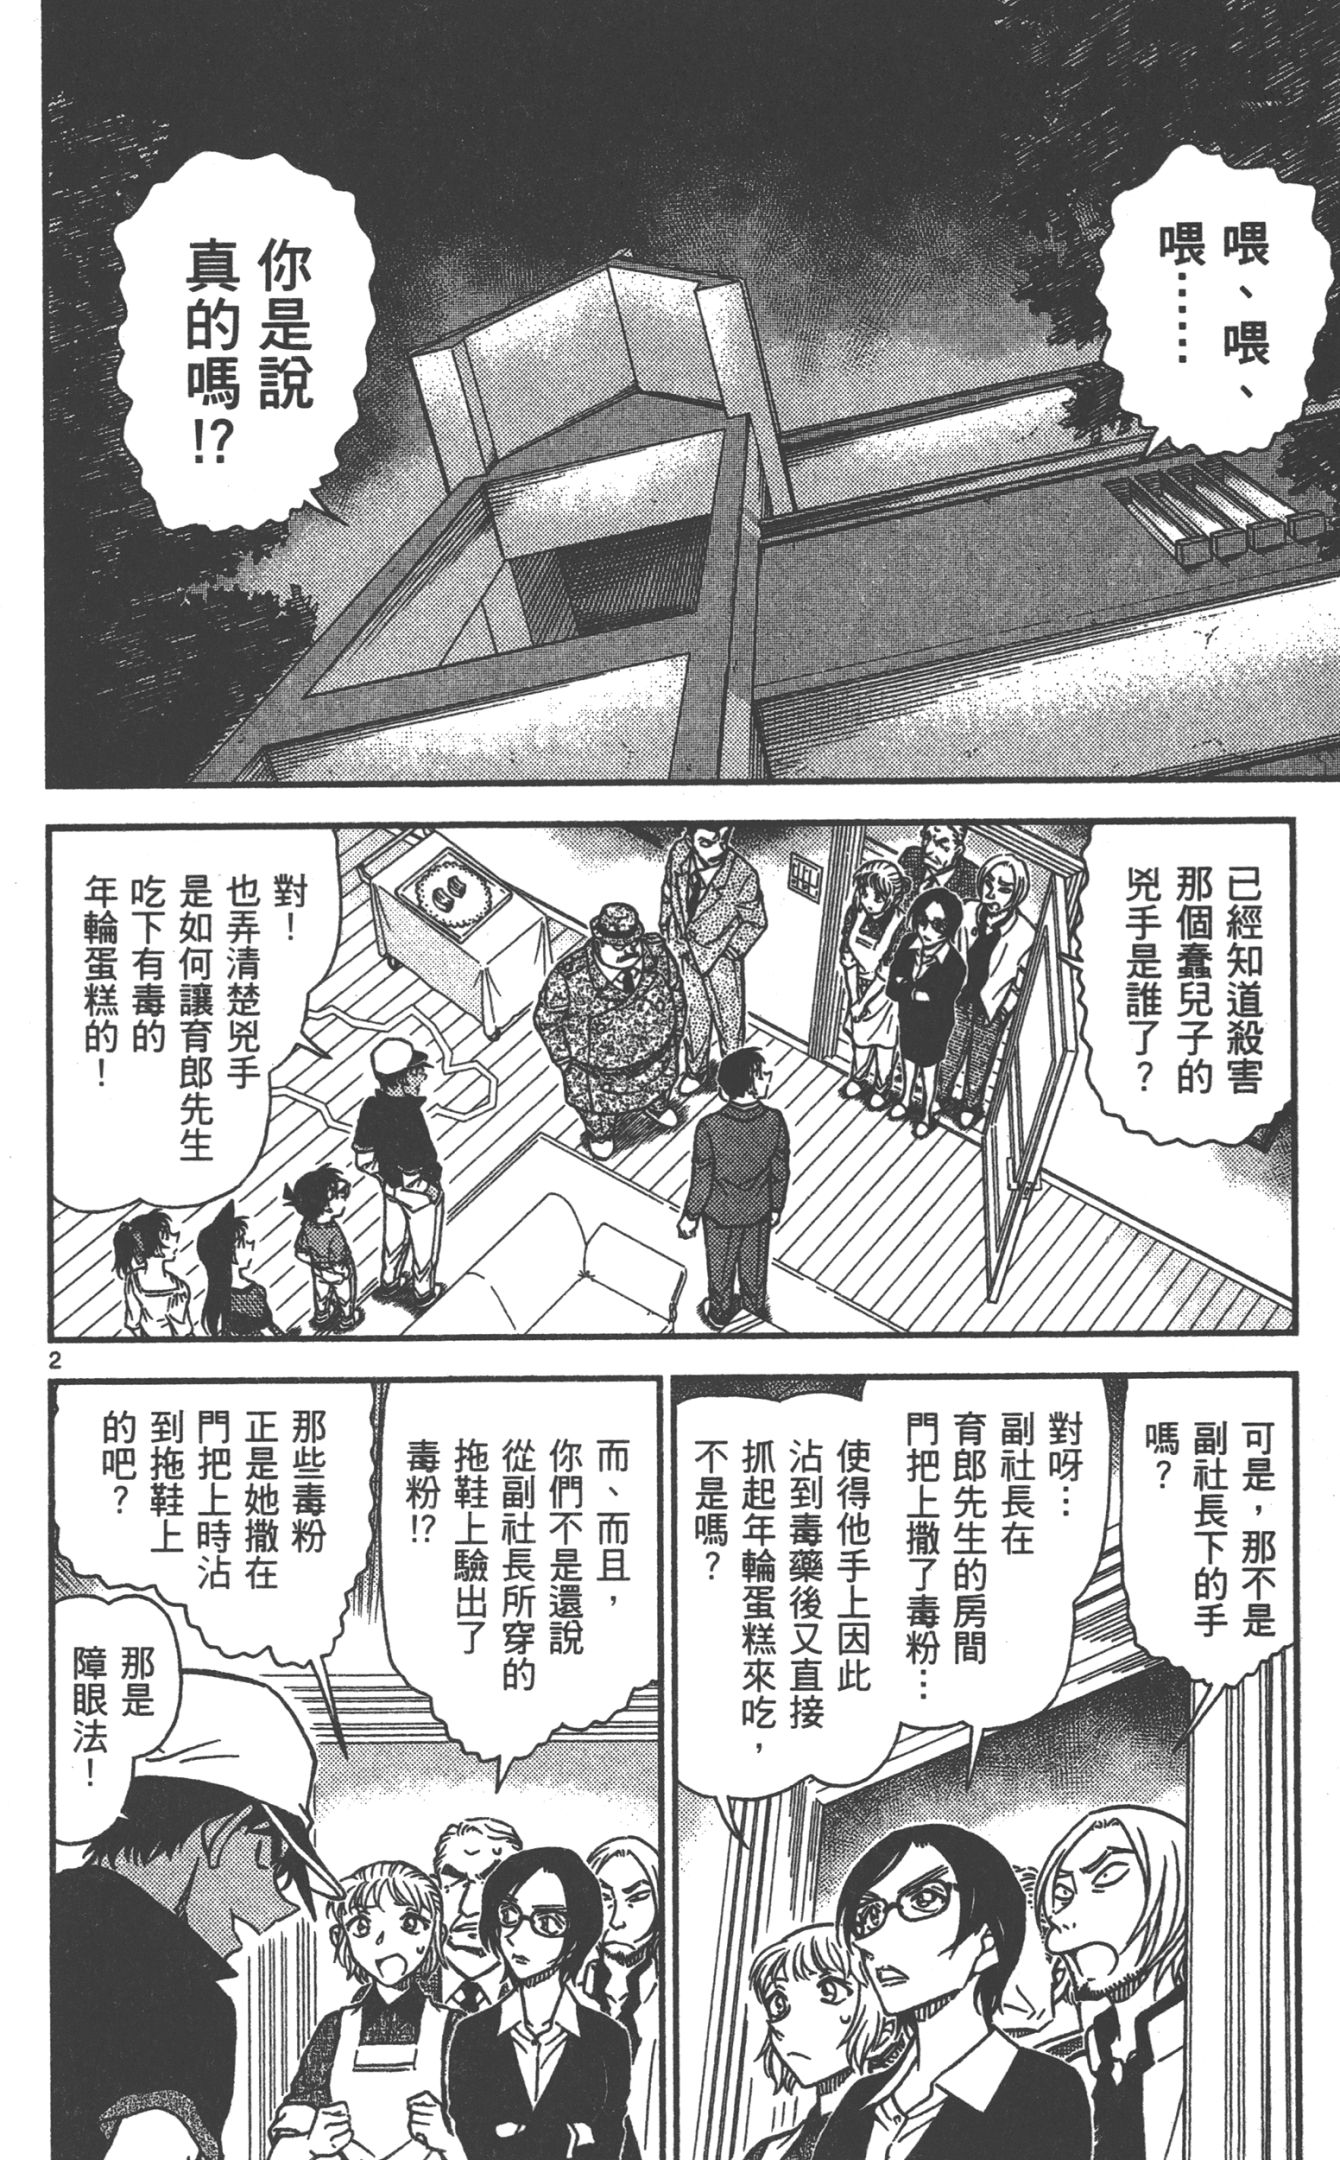 喂、喂、
喂……
你是說
真的嗎!?
已經知道殺害
那個蠢兒子的
兇手是誰了？
對！
也弄清楚兇手
是如何讓育郎先生
吃下有毒的
年輪蛋糕的！
2
可是，那不是
副社長下的手
嗎？
對呀…
副社長在
育郎先生的房間
門把上撒了毒粉…
使得他手上因此
沾到毒藥後又直接
抓起年輪蛋糕來吃，
不是嗎？
而、而且，
你們不是還說
從副社長所穿的
拖鞋上驗出了
毒粉!?
那些毒粉
正是她撒在
門把上時沾
到拖鞋上
的吧？
那是
障眼法！